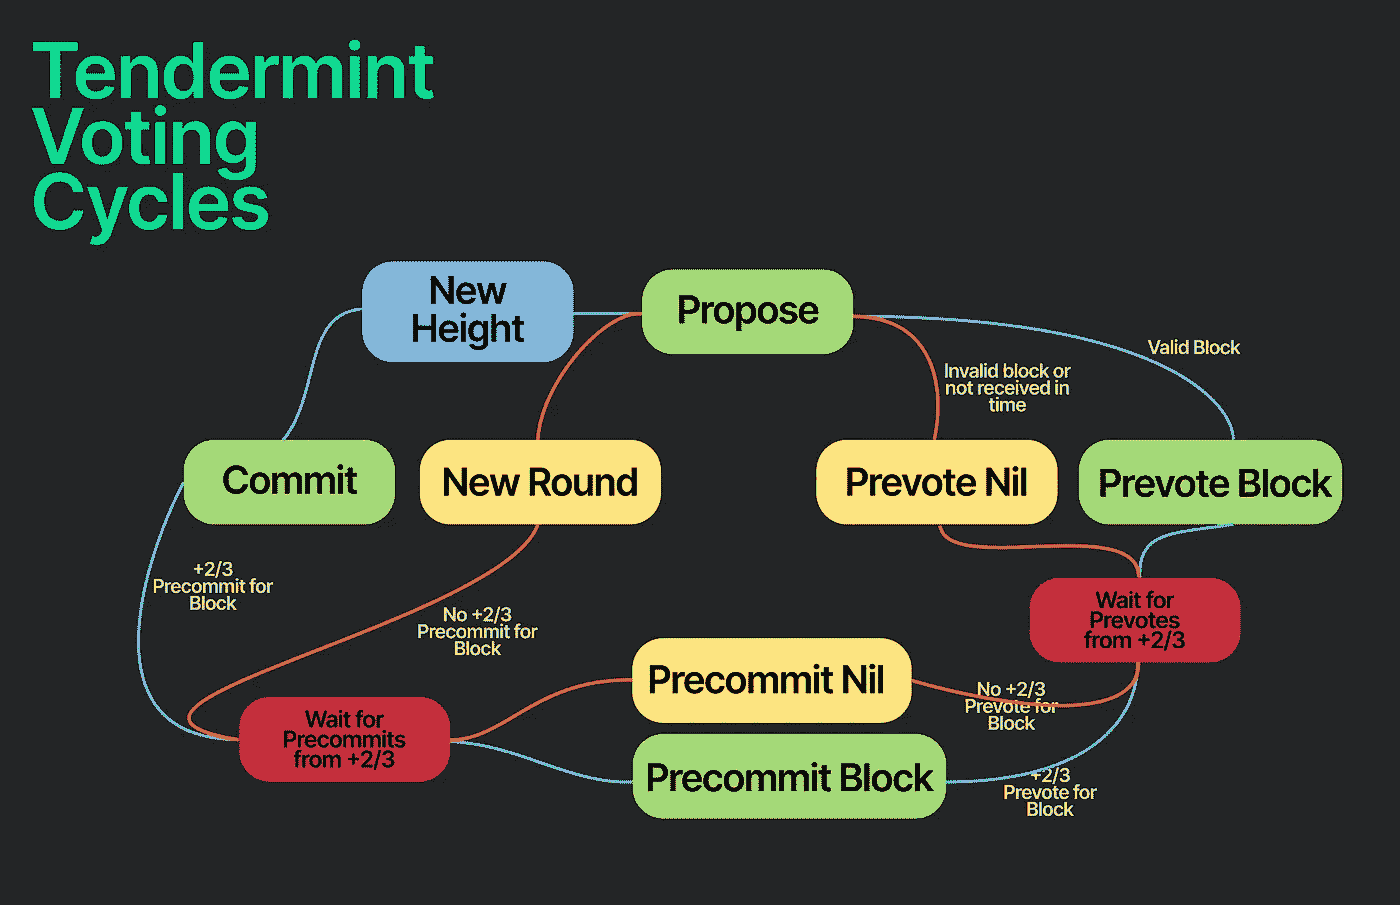 Tendermint
Voting
Cycles
New
Height
Propose
Valid Block
Invalid block or
not received in
time
Commit
New Round
Prevote Nil
Prevote Block
+2/3
Precommit for
Block
No +2/3
Precommit for
Block
Wait for
Prevotes
from +2/3
Precommit Nil
No +2/3
Prevote for
Block
Wait for
Precommits
from +2/3
Precommit Block
+2/3
Prevote for
Block